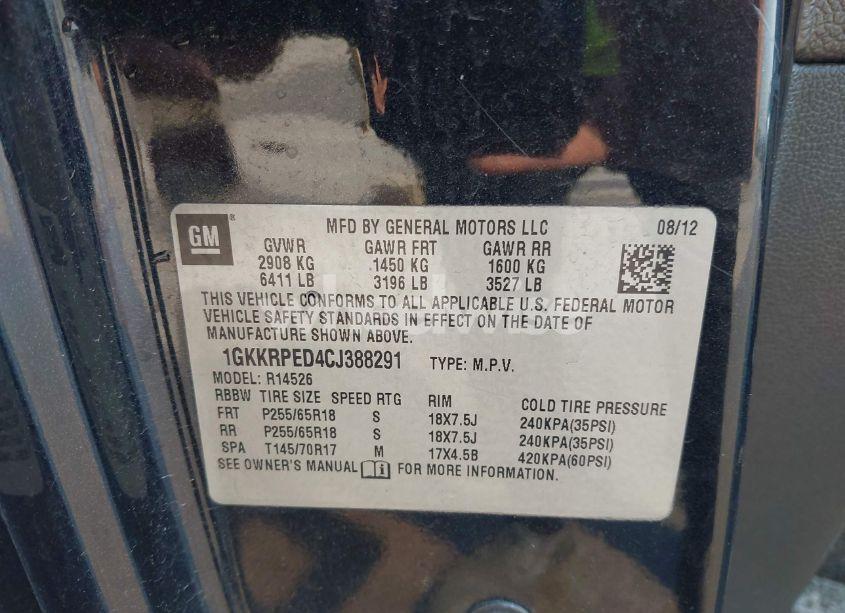 GM ® MFD BY GENERAL MOTORS LLC 08/12
GVWR GAWR FRT GAWR RR
2908 KG 1450 KG 1600 KG
6411 LB 3196 LB 3527 LB
THIS VEHICLE CONFORMS TO ALL APPLICABLE U.S. FEDERAL MOTOR
VEHICLE SAFETY STANDARDS IN EFFECT ON THE DATE OF
MANUFACTURE SHOWN ABOVE.
1GKKRPED4CJ388291 TYPE: M.P.V.
MODEL: R14526
RBBW TIRE SIZE SPEED RTG RIM COLD TIRE PRESSURE
FRT P255/65R18 S 18X7.5J 240KPA(35PSI)
RR P255/65R18 S 18X7.5J 240KPA(35PSI)
SPA T145/70R17 M 17X4.5B 420KPA(60PSI)
SEE OWNER'S MANUAL FOR MORE INFORMATION.